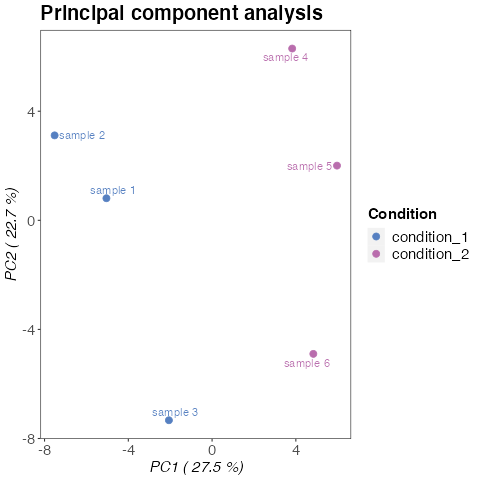 Principal component analysis
sample 4
4
sample 2
sample 5
sample 1
0
PC2 ( 22.7 %)
Condition
condition_1
condition_2
-4
sample 6
sample 3
-8
-8
-4
0
4
PC1 ( 27.5 %)